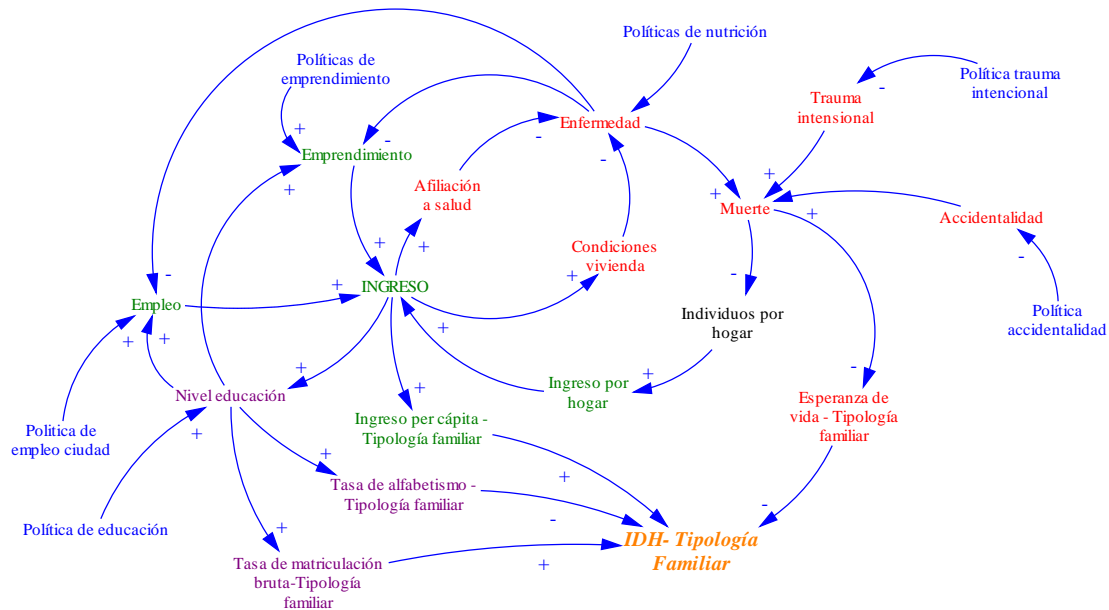 Políticas de nutrición
Políticas de
emprendimiento
Política trauma
intencional
Trauma
intensional
Enfermedad
Emprendimiento
Afiliación
a salud
Muerte
Accidentalidad
Condiciones
vivienda
INGRESO
Empleo
Individuos por
hogar
Política
accidentalidad
Nivel educación
Ingreso por
hogar
Ingreso per cápita -
Tipología familiar
Esperanza de
vida - Tipología
familiar
Politica de
empleo ciudad
Tasa de alfabetismo -
Tipología familiar
Política de educación
IDH- Tipología
Familiar
Tasa de matriculación
bruta-Tipología
familiar